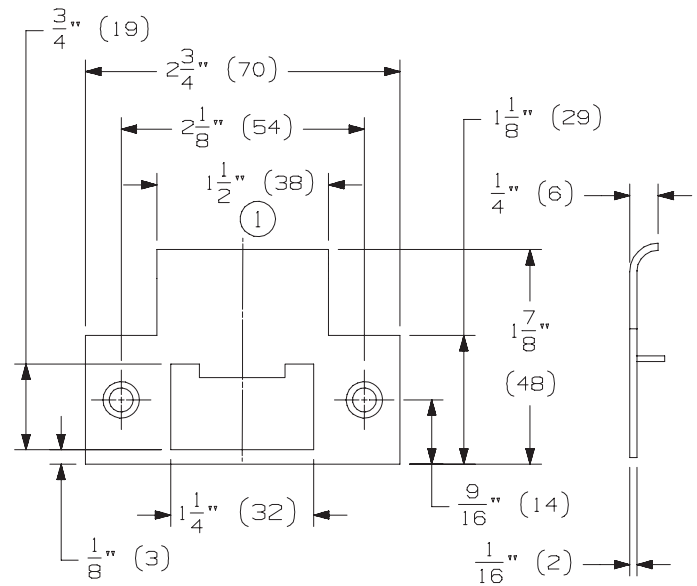 3/4" (19)
2 3/4" (70)
2 1/8" (54)
1 1/8" (29)
1 1/2" (38)
1/4" (6)
1
1 7/8"
(48)
1 1/4" (32)
9/16" (14)
1/8" (3)
1/16" (2)